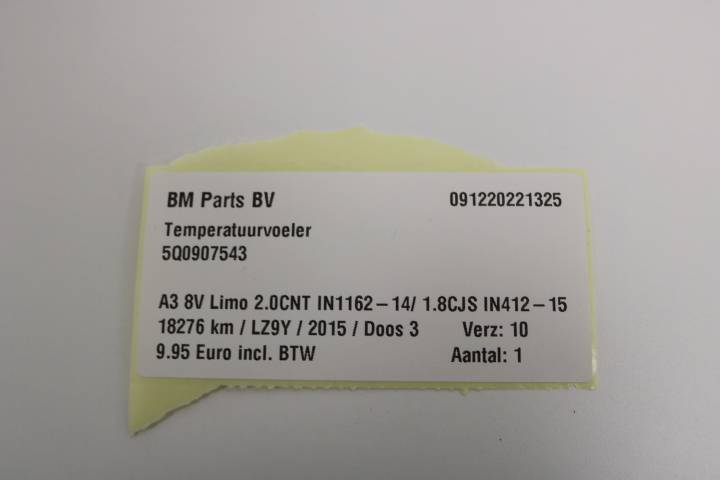 BM Parts BV 091220221325
Temperatuurvoeler
5Q0907543
A3 8V Limo 2.0CNT IN1162-14/ 1.8CJS IN412-15
18276 km / LZ9Y / 2015 / Doos 3 Verz: 10
9.95 Euro incl. BTW Aantal: 1